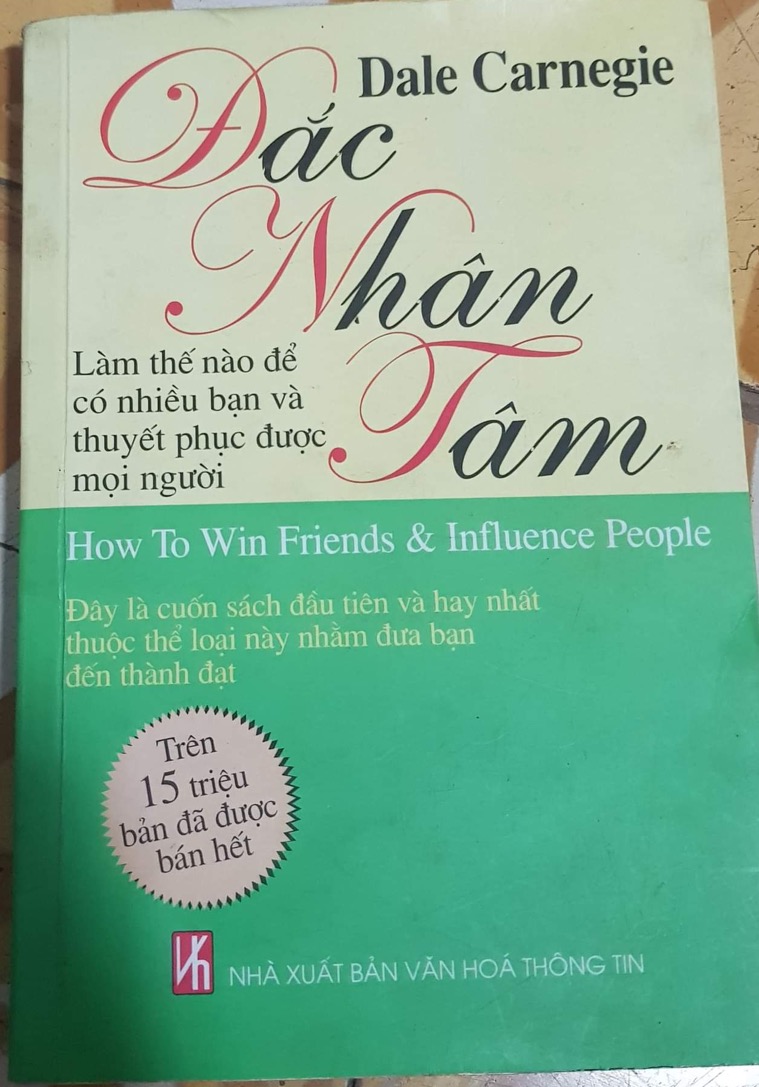 Dale Carnegie
Đắc
Nhân
Tâm
Làm thế nào để
có nhiều bạn và
thuyết phục được
mọi người
How To Win Friends & Influence People
Đây là cuốn sách đầu tiên và hay nhất
thuộc thể loại này nhằm đưa bạn
đến thành đạt
Trên
15 triệu
bản đã được
bán hết
NHÀ XUẤT BẢN VĂN HOÁ THÔNG TIN